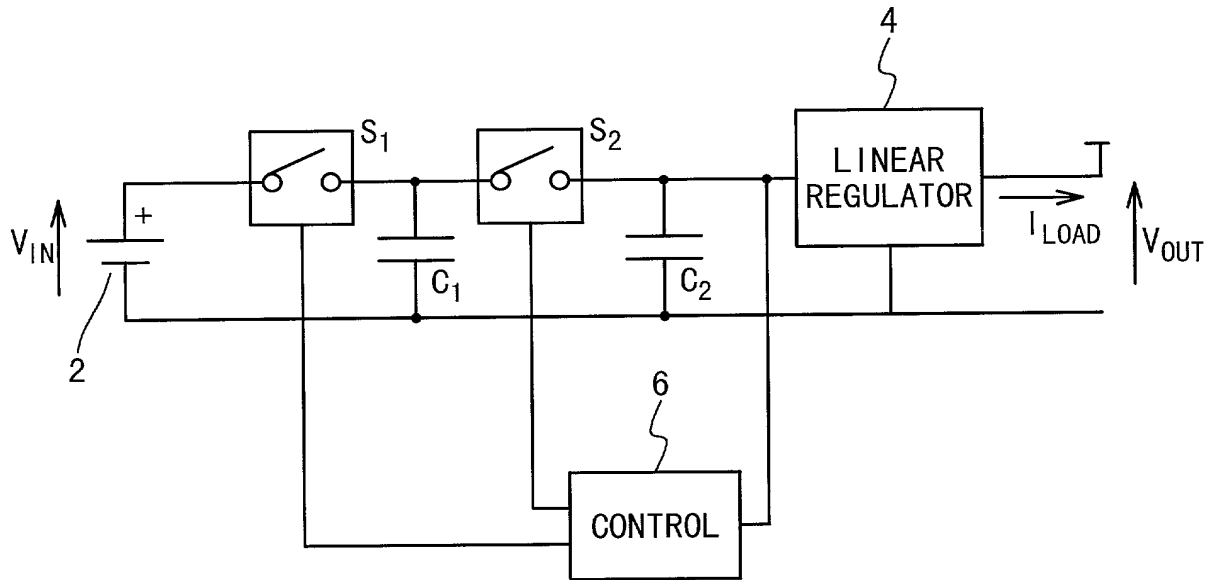 4
S1
S2
LINEAR
REGULATOR
+
VIN
ILOAD
VOUT
C1
C2
2
6
CONTROL